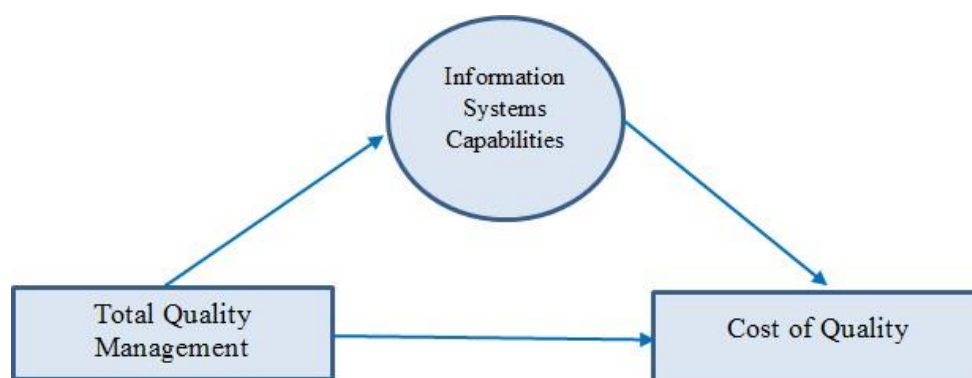 Information
Systems
Capabilities
Total Quality
Management
Cost of Quality